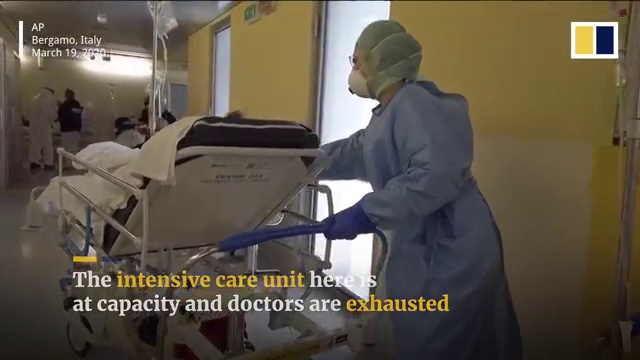 AP
Bergamo, Italy
March 19, 2020
The intensive care unit here is
at capacity and doctors are exhausted